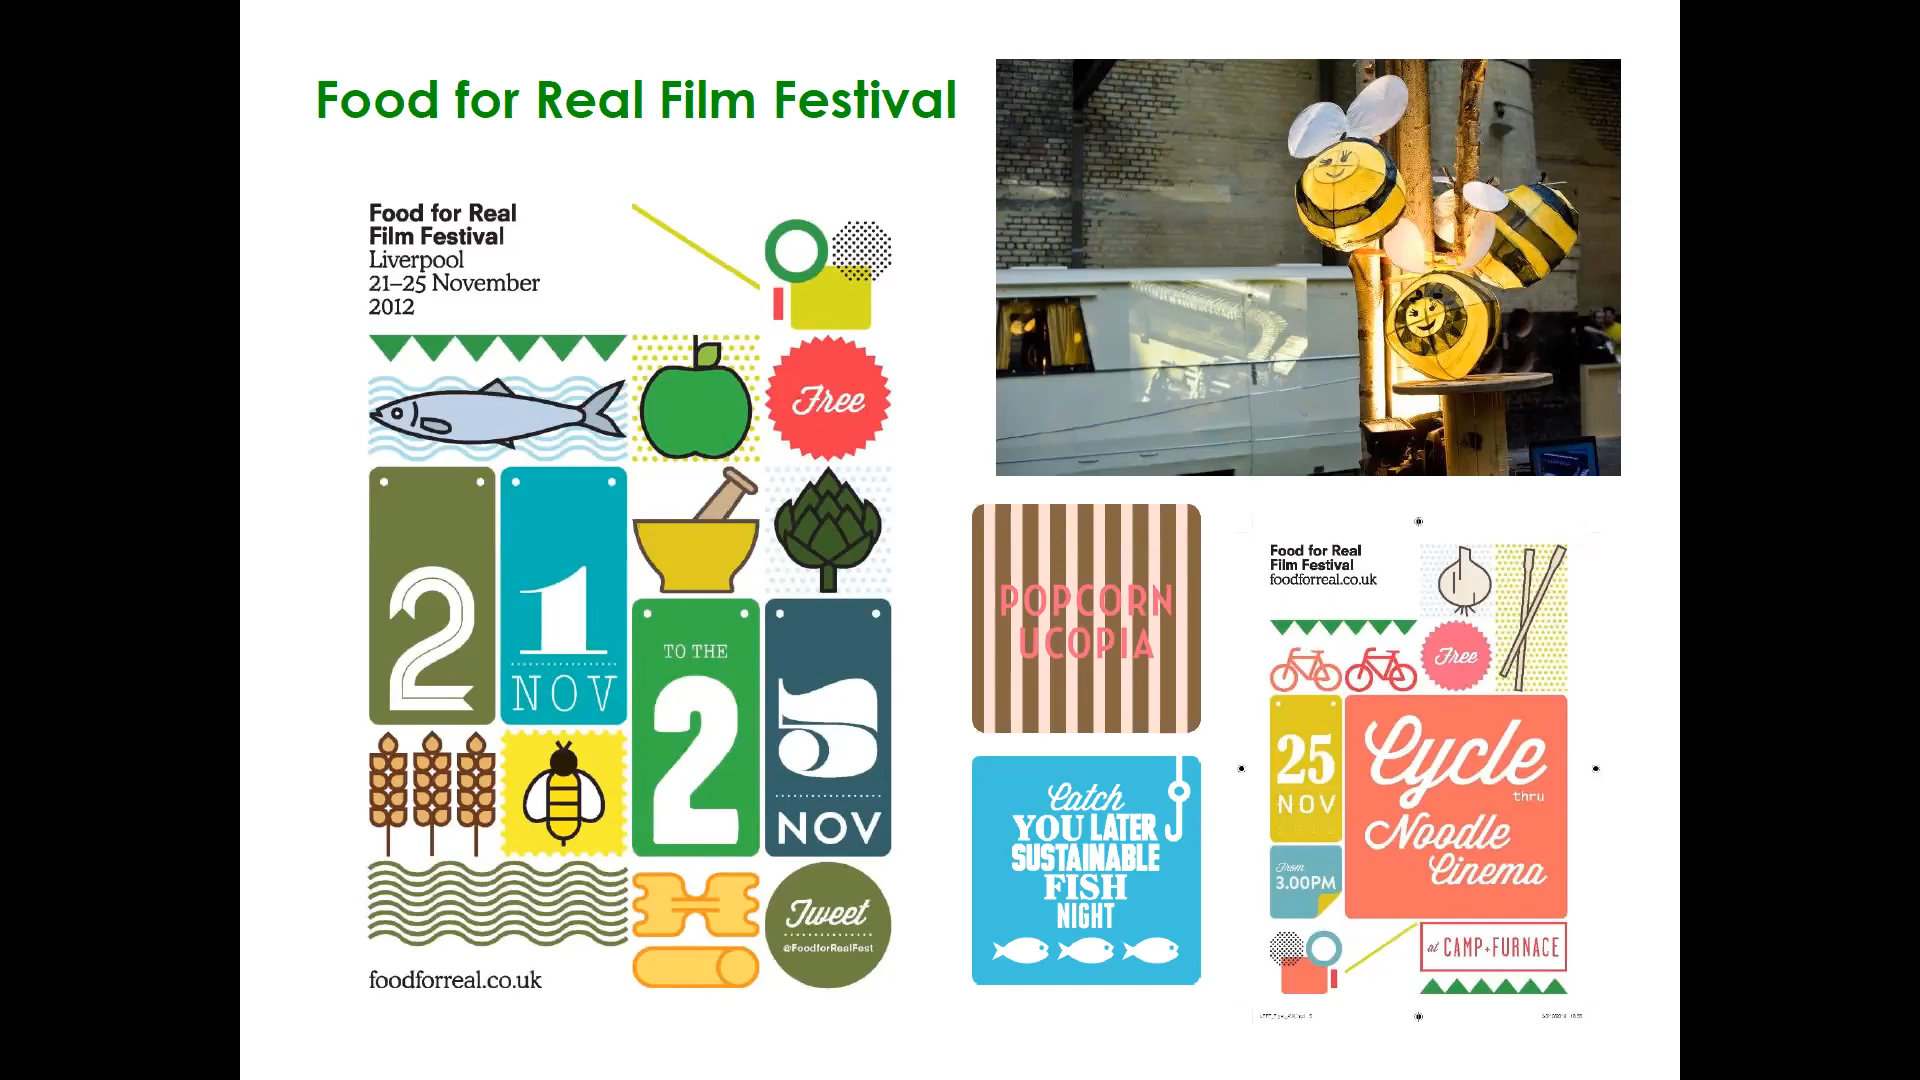 Food for Real Film Festival
Food for Real
Film Festival
Liverpool
21–25 November
2012
Free
21
NOV
TO THE
25
NOV
Tweet
@FoodforRealFest
foodforreal.co.uk
POPCORN
UCOPIA
Catch
YOU LATER
SUSTAINABLE
FISH
NIGHT
Food for Real
Film Festival
foodforreal.co.uk
Free
25
NOV
Cycle
thru
Noodle
Cinema
From
3.00PM
at CAMP+FURNACE